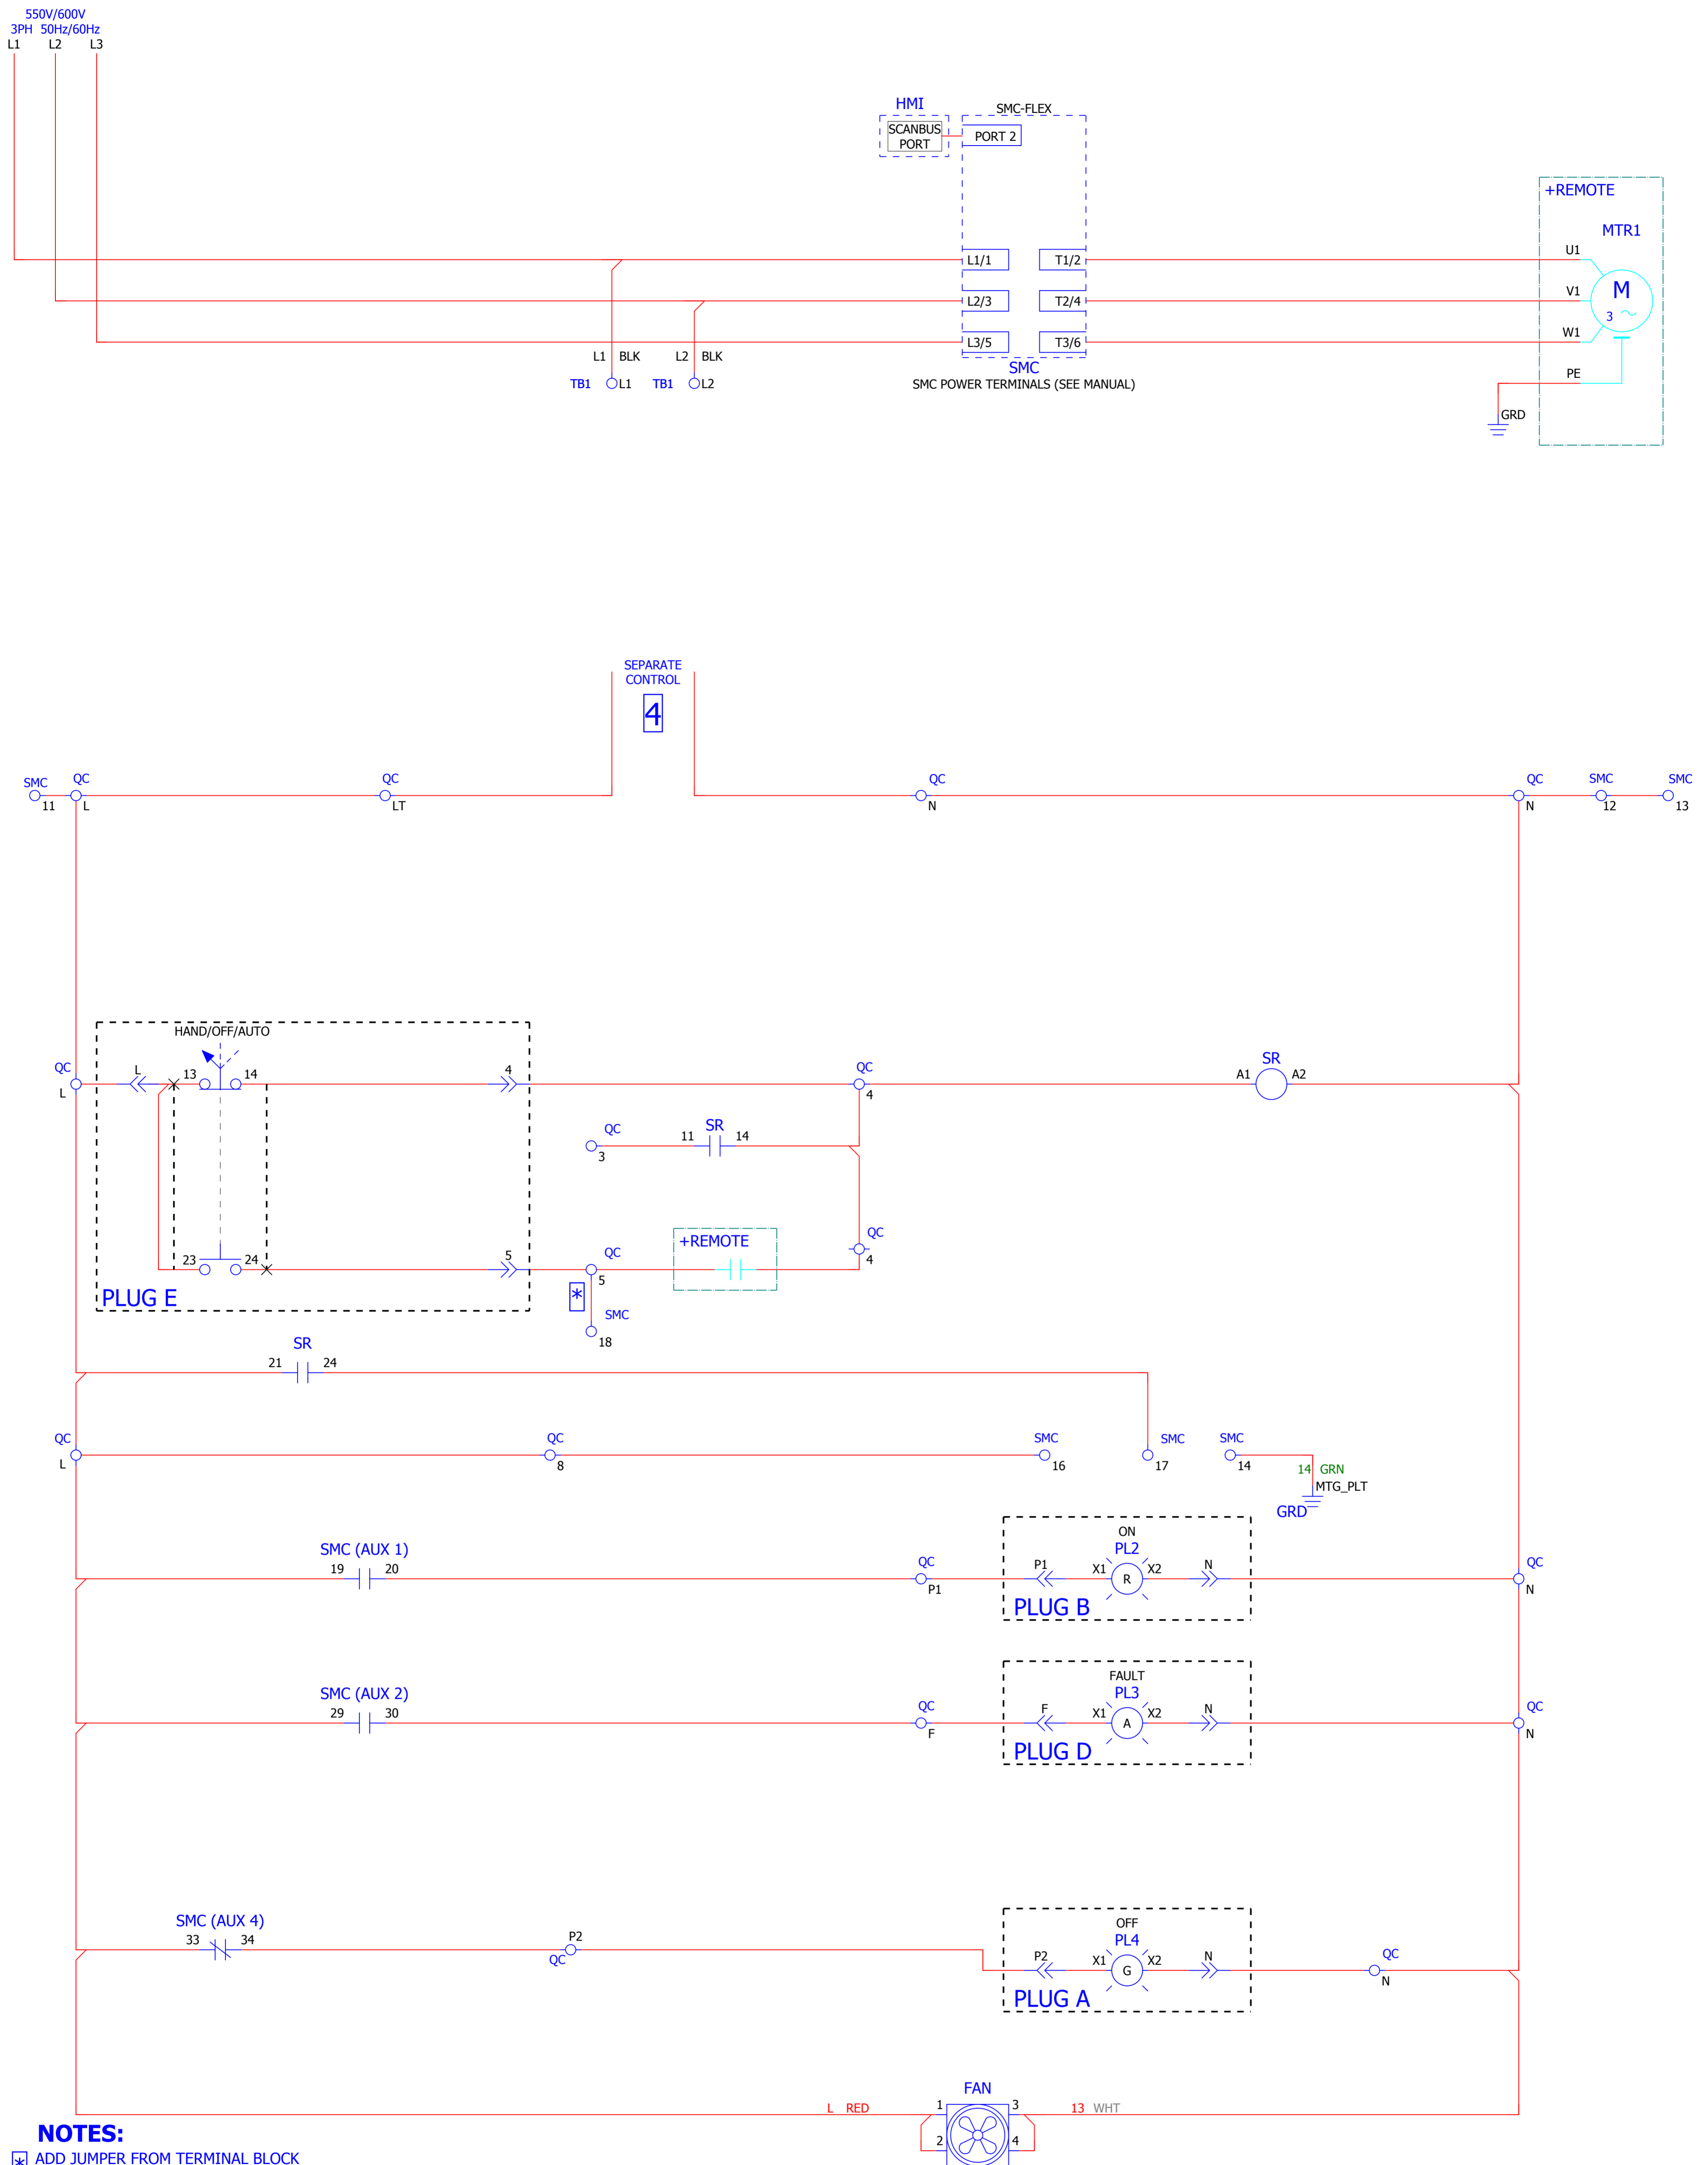 550V/600V
3PH 50Hz/60Hz
L1 L2 L3
HMI
SCANBUS
PORT
SMC-FLEX
PORT 2
+REMOTE
MTR1
L1/1 T1/2 U1
L2/3 T2/4 V1
M
3
L3/5 T3/6 W1
L1 BLK L2 BLK
TB1 L1 TB1 L2
SMC
SMC POWER TERMINALS (SEE MANUAL)
PE
GRD
SEPARATE
CONTROL
4
SMC QC QC QC QC SMC SMC
11 L LT N N 12 13
HAND/OFF/AUTO
QC L 13 14 4 QC SR
L 4 A1 A2
QC 11 SR 14
3
QC
4
23 24 5 QC
5
+REMOTE
PLUG E
*
SMC
18
SR
21 24
QC QC SMC SMC SMC
L 8 16 17 14
14 GRN
MTG_PLT
GRD
SMC (AUX 1)
19 20
QC
P1
ON
PL2
P1 X1 R X2 N
PLUG B
QC
N
SMC (AUX 2)
29 30
QC
F
FAULT
PL3
F X1 A X2 N
PLUG D
QC
N
SMC (AUX 4)
33 34
P2
QC
OFF
PL4
P2 X1 G X2 N
PLUG A
QC
N
FAN
L RED 1 3 13 WHT
2 4
NOTES:
* ADD JUMPER FROM TERMINAL BLOCK